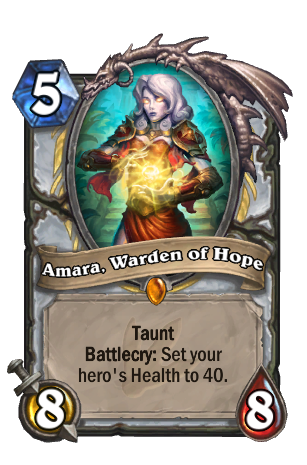 5
Amara, Warden of Hope
Taunt
Battlecry: Set your
hero's Health to 40.
8
8